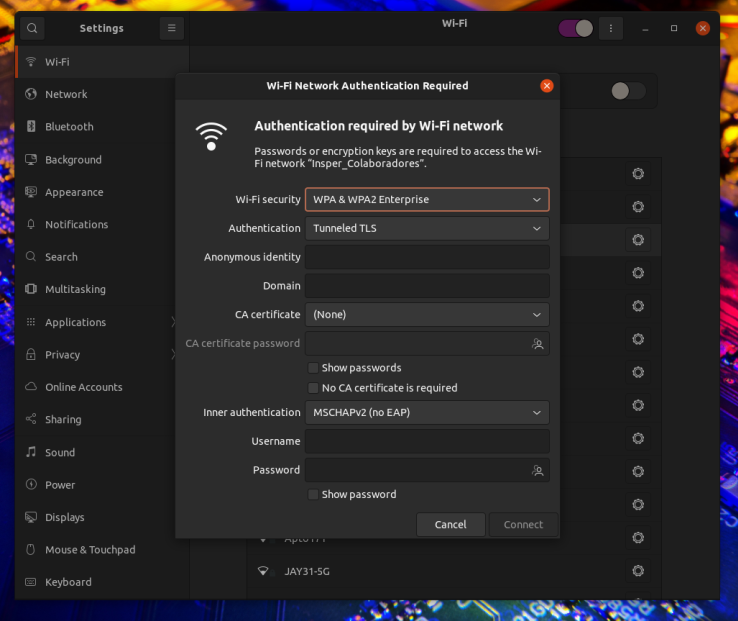 Settings
Wi-Fi
Wi-Fi
Network
Bluetooth
Background
Appearance
Notifications
Search
Multitasking
Applications
Privacy
Online Accounts
Sharing
Sound
Power
Displays
Mouse & Touchpad
Keyboard
Wi-Fi Network Authentication Required
Authentication required by Wi-Fi network
Passwords or encryption keys are required to access the Wi-
Fi network “Insper_Colaboradores”.
Wi-Fi security WPA & WPA2 Enterprise
Authentication Tunneled TLS
Anonymous identity
Domain
CA certificate (None)
CA certificate password
Show passwords
No CA certificate is required
Inner authentication MSCHAPv2 (no EAP)
Username
Password
Show password
Cancel Connect
JAY31-5G